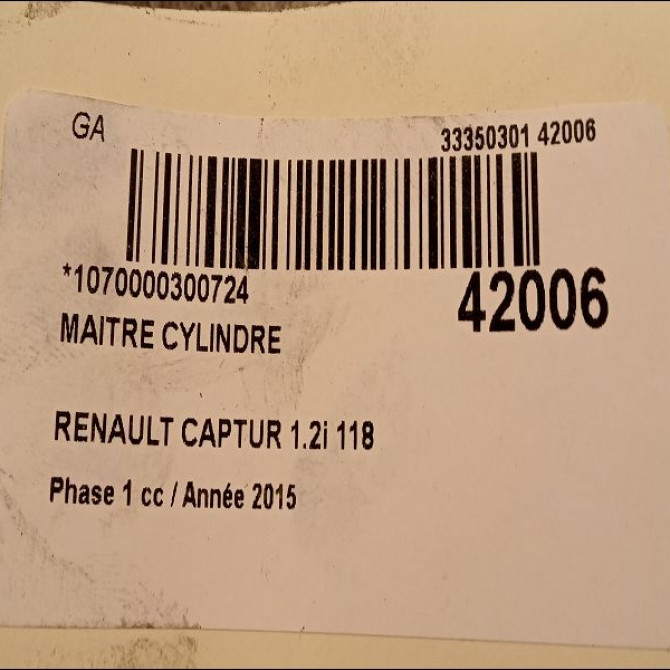 GA
33350301 42006
*1070000300724
42006
MAITRE CYLINDRE
RENAULT CAPTUR 1.2i 118
Phase 1 cc / Année 2015